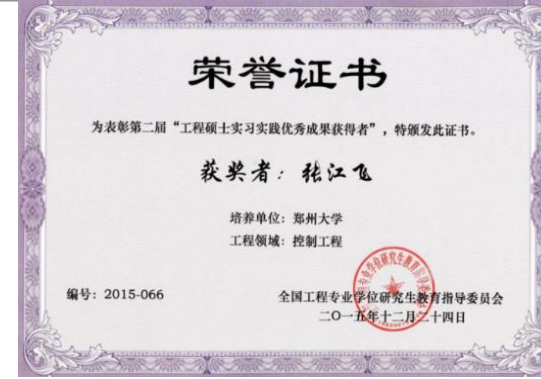 荣誉证书
为表彰第二届“工程硕士实习实践优秀成果获得者”，特颁发此证书。
获奖者：张江飞
培养单位：郑州大学
工程领域：控制工程
编号：2015-066
全国工程专业学位研究生教育指导委员会
二〇一五年十二月二十四日